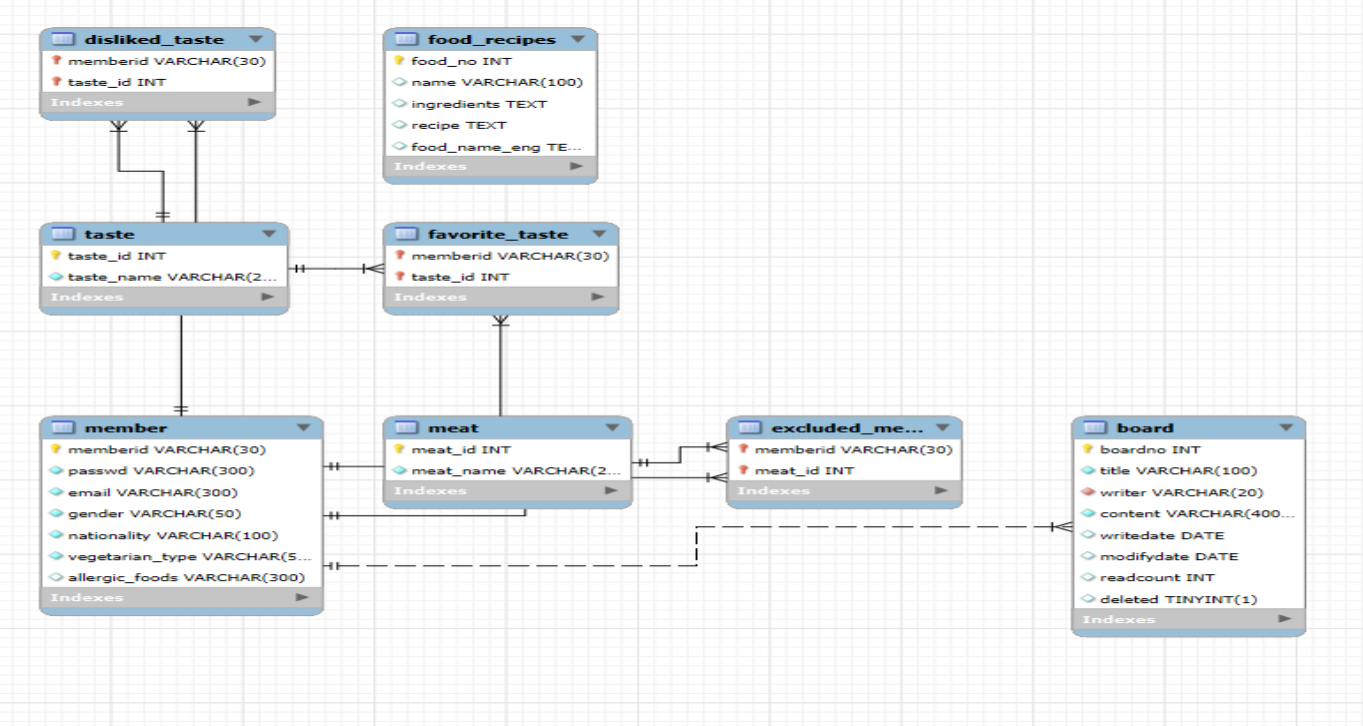 disliked_taste
memberid VARCHAR(30)
taste_id INT
Indexes
food_recipes
food_no INT
name VARCHAR(100)
ingredients TEXT
recipe TEXT
food_name_eng TE...
Indexes
taste
taste_id INT
taste_name VARCHAR(2...
Indexes
favorite_taste
memberid VARCHAR(30)
taste_id INT
Indexes
member
memberid VARCHAR(30)
passwd VARCHAR(300)
email VARCHAR(300)
gender VARCHAR(50)
nationality VARCHAR(100)
vegetarian_type VARCHAR(5...
allergic_foods VARCHAR(300)
Indexes
meat
meat_id INT
meat_name VARCHAR(2...
Indexes
excluded_me...
memberid VARCHAR(30)
meat_id INT
Indexes
board
boardno INT
title VARCHAR(100)
writer VARCHAR(20)
content VARCHAR(400...
writedate DATE
modifydate DATE
readcount INT
deleted TINYINT(1)
Indexes